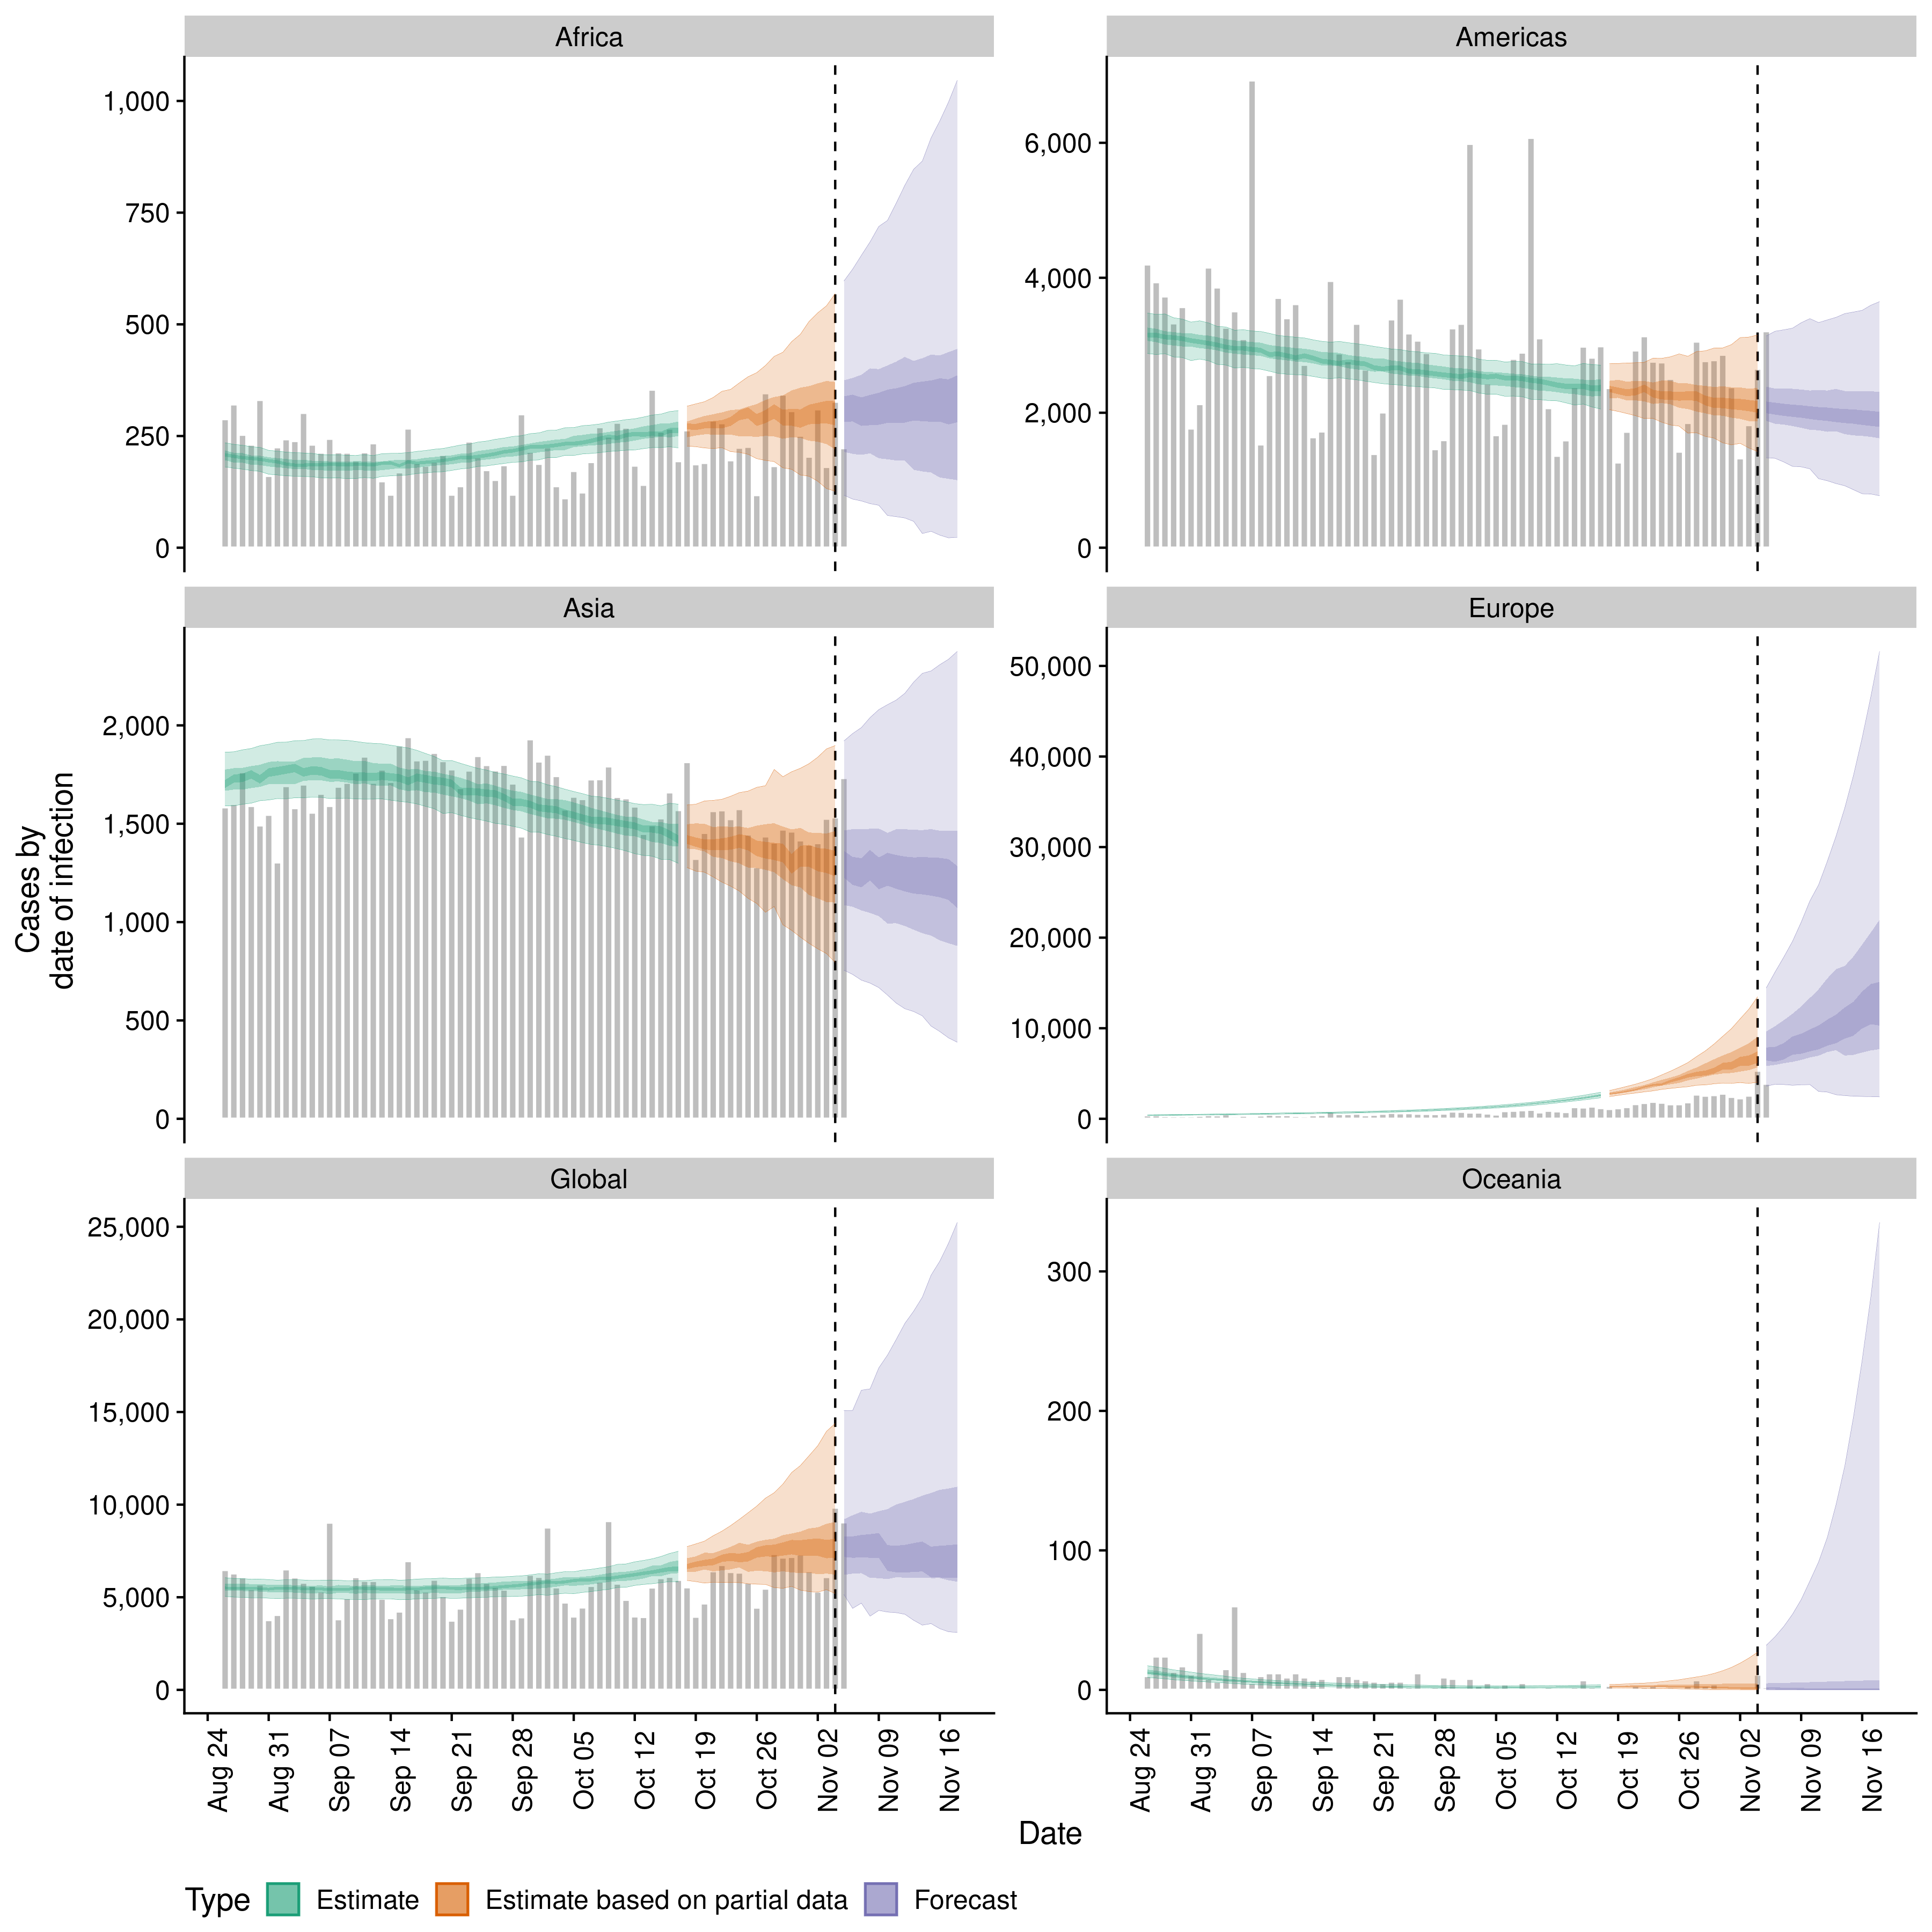 Africa
Americas
1,000
750
500
250
0
6,000
4,000
2,000
0
Asia
Europe
2,000
1,500
1,000
500
0
50,000
40,000
30,000
20,000
10,000
0
Cases by
date of infection
Global
Oceania
25,000
20,000
15,000
10,000
5,000
0
300
200
100
0
Aug 24
Aug 31
Sep 07
Sep 14
Sep 21
Sep 28
Oct 05
Oct 12
Oct 19
Oct 26
Nov 02
Nov 09
Nov 16
Aug 24
Aug 31
Sep 07
Sep 14
Sep 21
Sep 28
Oct 05
Oct 12
Oct 19
Oct 26
Nov 02
Nov 09
Nov 16
Date
Type Estimate Estimate based on partial data Forecast